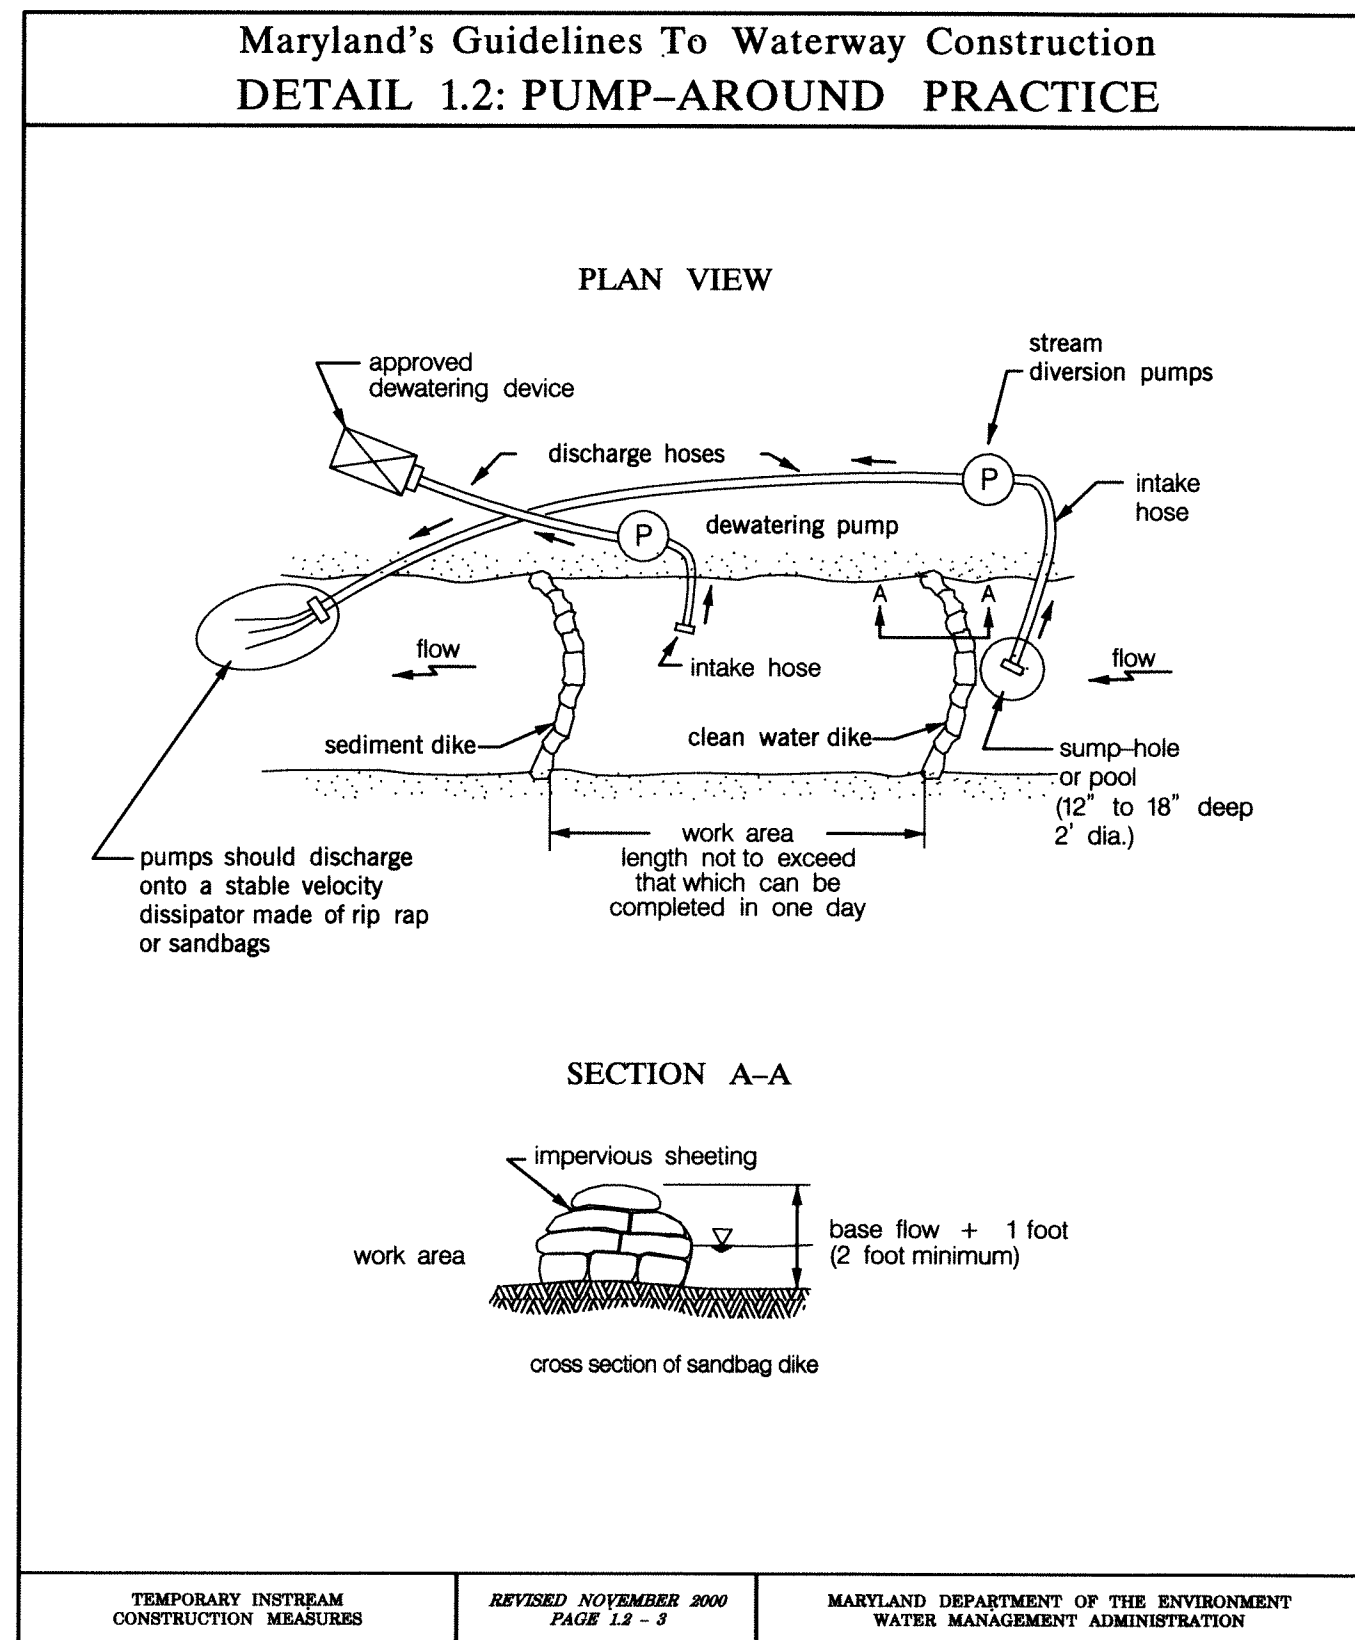 Maryland's Guidelines To Waterway Construction
DETAIL 1.2: PUMP-AROUND PRACTICE
PLAN VIEW
approved
dewatering device
stream
diversion pumps
discharge hoses
P
intake
hose
P
dewatering pump
A
A
flow
intake hose
flow
sediment dike
clean water dike
sump-hole
or pool
(12" to 18" deep
2' dia.)
work area
length not to exceed
that which can be
completed in one day
pumps should discharge
onto a stable velocity
dissipator made of rip rap
or sandbags
SECTION A-A
impervious sheeting
work area
base flow + 1 foot
(2 foot minimum)
cross section of sandbag dike
TEMPORARY INSTREAM
CONSTRUCTION MEASURES
REVISED NOVEMBER 2000
PAGE 1.2 - 3
MARYLAND DEPARTMENT OF THE ENVIRONMENT
WATER MANAGEMENT ADMINISTRATION